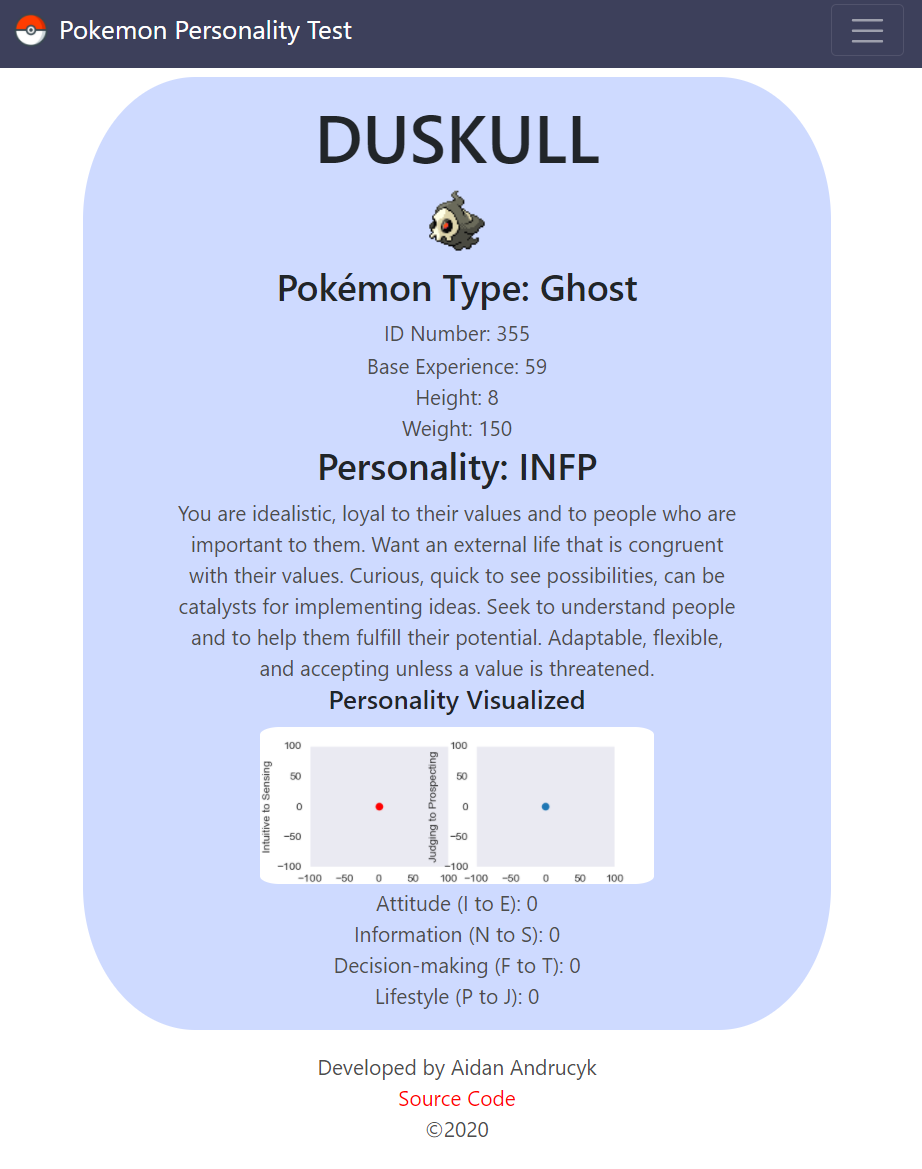 Pokemon Personality Test
DUSKULL
Pokémon Type: Ghost
ID Number: 355
Base Experience: 59
Height: 8
Weight: 150
Personality: INFP
You are idealistic, loyal to their values and to people who are
important to them. Want an external life that is congruent
with their values. Curious, quick to see possibilities, can be
catalysts for implementing ideas. Seek to understand people
and to help them fulfill their potential. Adaptable, flexible,
and accepting unless a value is threatened.
Personality Visualized
Intuitive to Sensing
100
50
0
−50
−100
−100 −50 0 50 100
Judging to Prospecting
100
50
0
−50
−100
−100 −50 0 50 100
Attitude (I to E): 0
Information (N to S): 0
Decision-making (F to T): 0
Lifestyle (P to J): 0
Developed by Aidan Andrucyk
Source Code
©2020